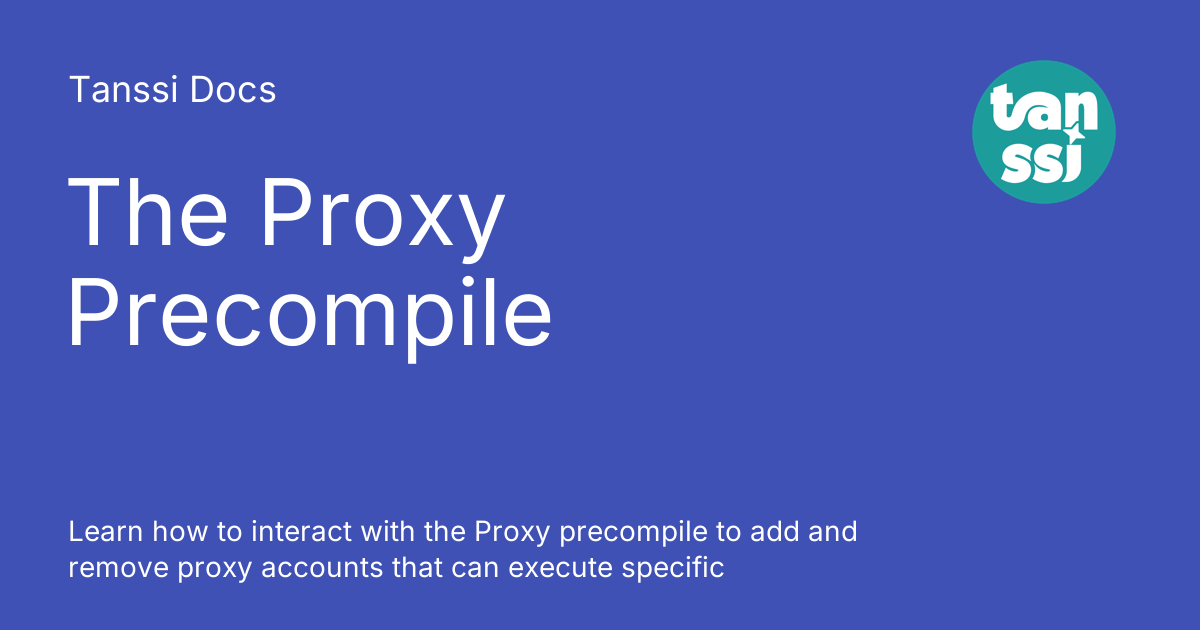 Tanssi Docs
tan
ssi
The Proxy
Precompile
Learn how to interact with the Proxy precompile to add and
remove proxy accounts that can execute specific